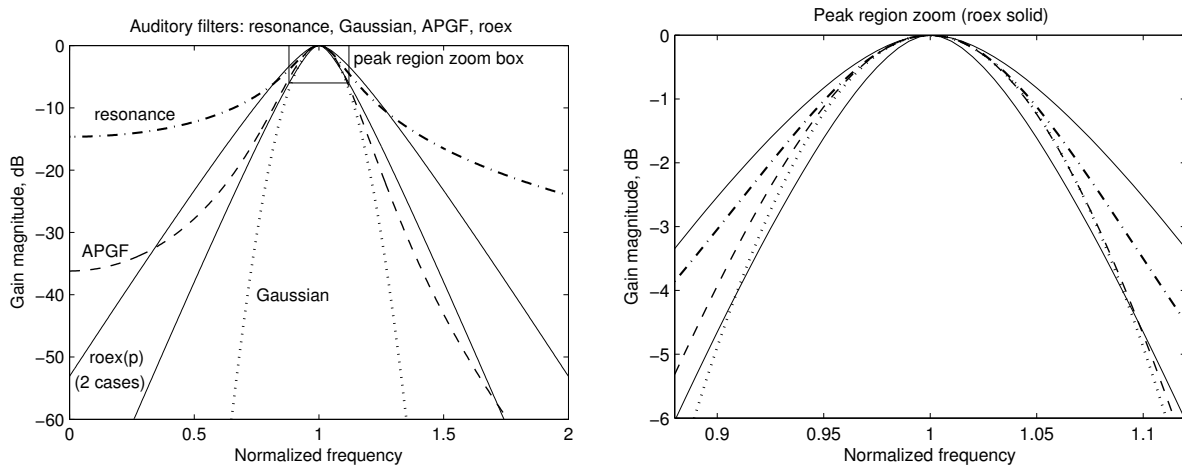 Auditory filters: resonance, Gaussian, APGF, roex
0
−10
−20
−30
−40
−50
−60
Gain magnitude, dB
peak region zoom box
resonance
APGF
Gaussian
roex(p)
(2 cases)
0
0.5
1
1.5
2
Normalized frequency
Peak region zoom (roex solid)
0
−1
−2
−3
−4
−5
−6
Gain magnitude, dB
0.9
0.95
1
1.05
1.1
Normalized frequency